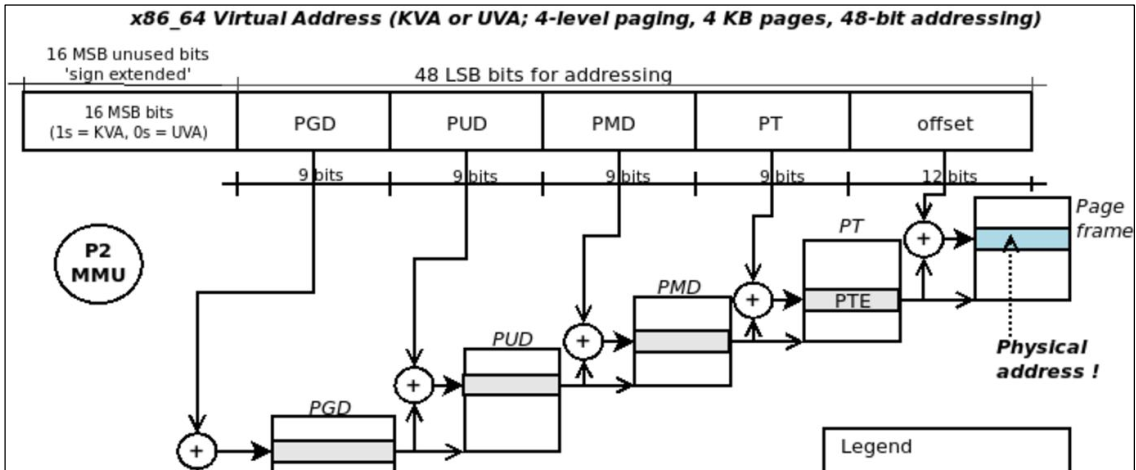 x86_64 Virtual Address (KVA or UVA; 4-level paging, 4 KB pages, 48-bit addressing)
16 MSB unused bits
'sign extended'
48 LSB bits for addressing
16 MSB bits
(1s = KVA, 0s = UVA)
PGD
PUD
PMD
PT
offset
9 bits
9 bits
9 bits
9 bits
12 bits
P2
MMU
Page
frame
PT
+
PMD
+
PTE
PUD
+
Physical
address !
+
PGD
+
Legend